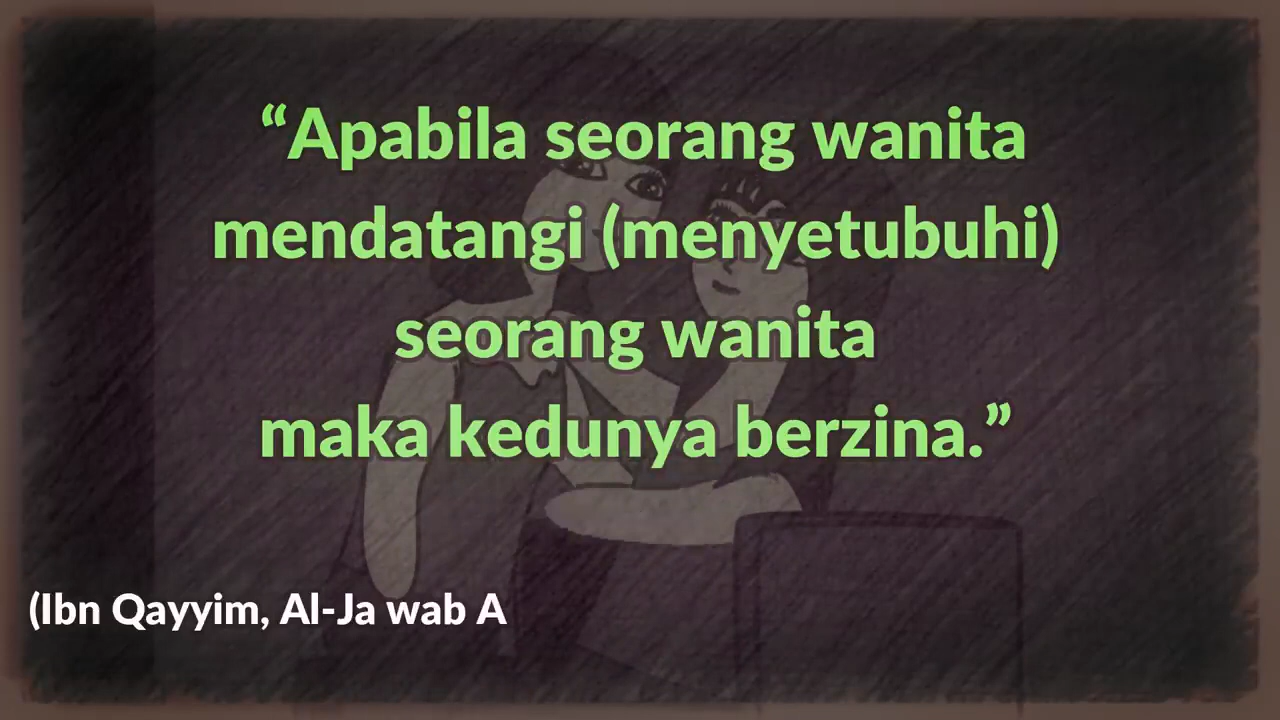 “Apabila seorang wanita
mendatangi (menyetubuhi)
seorang wanita
maka kedunya berzina.”
(Ibn Qayyim, Al-Ja wab A